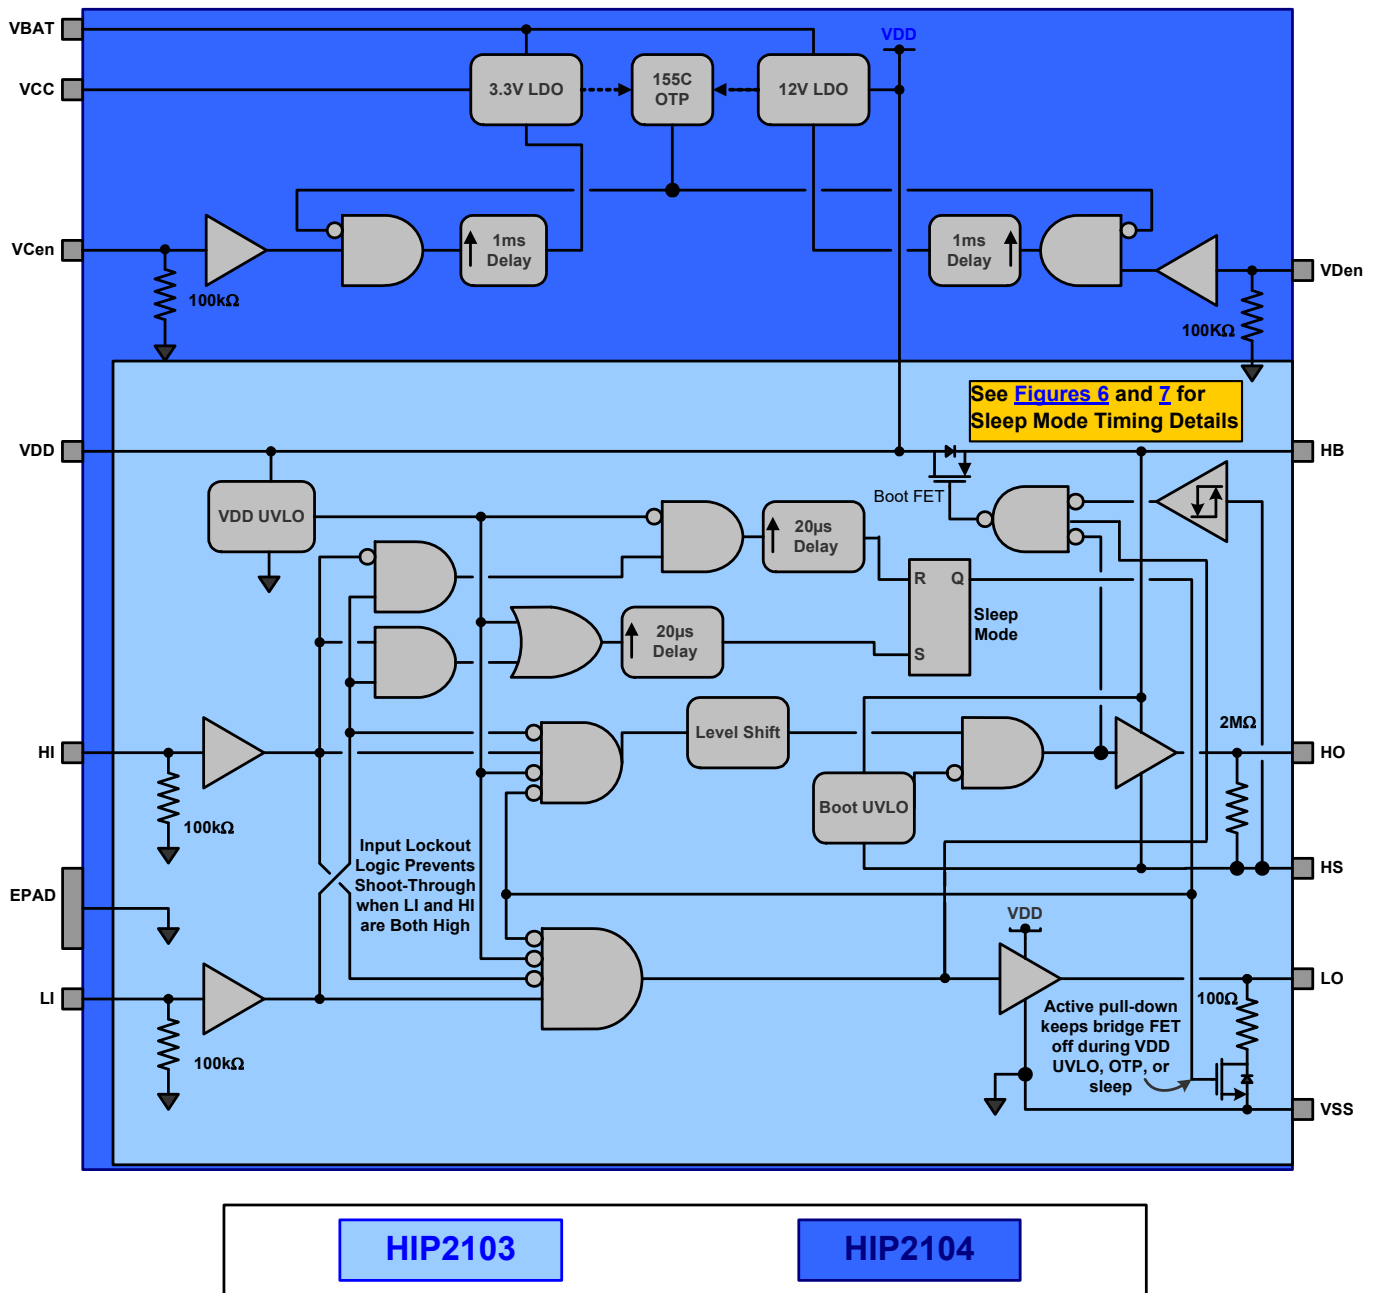 VBAT
VDD
VCC
3.3V LDO
155C
OTP
12V LDO
VCen
1ms
Delay
1ms
Delay
VDen
100kΩ
100KΩ
See Figures 6 and 7 for
Sleep Mode Timing Details
VDD
HB
Boot FET
VDD UVLO
20µs
Delay
R Q
Sleep
Mode
S
20µs
Delay
Level Shift
2MΩ
HI
HO
Boot UVLO
100kΩ
Input Lockout
Logic Prevents
Shoot-Through
when LI and HI
are Both High
HS
EPAD
VDD
LI
LO
100Ω
Active pull-down
keeps bridge FET
off during VDD
UVLO, OTP, or
sleep
100kΩ
VSS
HIP2103
HIP2104